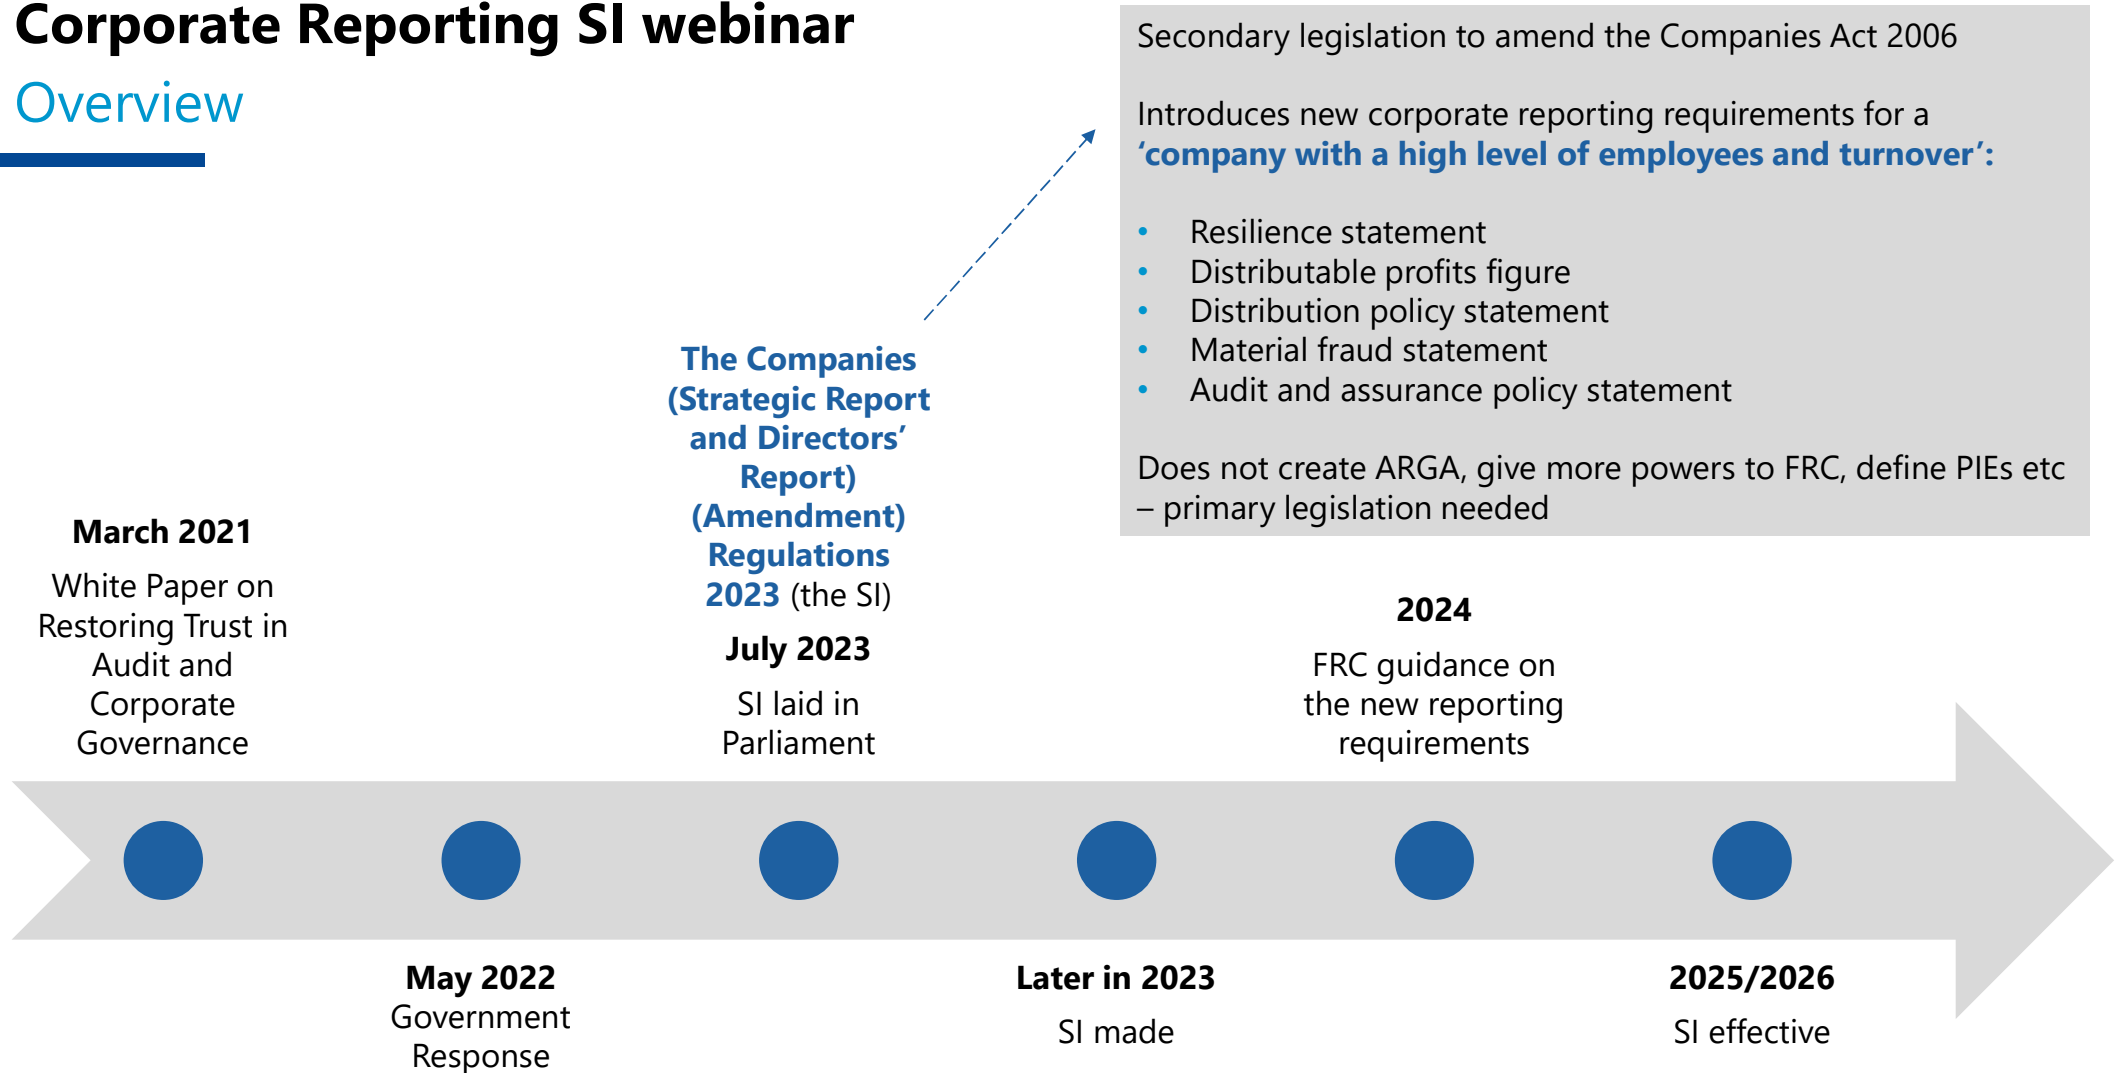 Corporate Reporting SI webinar
Overview
Secondary legislation to amend the Companies Act 2006
Introduces new corporate reporting requirements for a
‘company with a high level of employees and turnover’:
• Resilience statement
• Distributable profits figure
• Distribution policy statement
• Material fraud statement
• Audit and assurance policy statement
Does not create ARGA, give more powers to FRC, define PIEs etc
– primary legislation needed
March 2021
White Paper on
Restoring Trust in
Audit and
Corporate
Governance
May 2022
Government
Response
The Companies
(Strategic Report
and Directors’
Report)
(Amendment)
Regulations
2023 (the SI)
July 2023
SI laid in
Parliament
Later in 2023
SI made
2024
FRC guidance on
the new reporting
requirements
2025/2026
SI effective